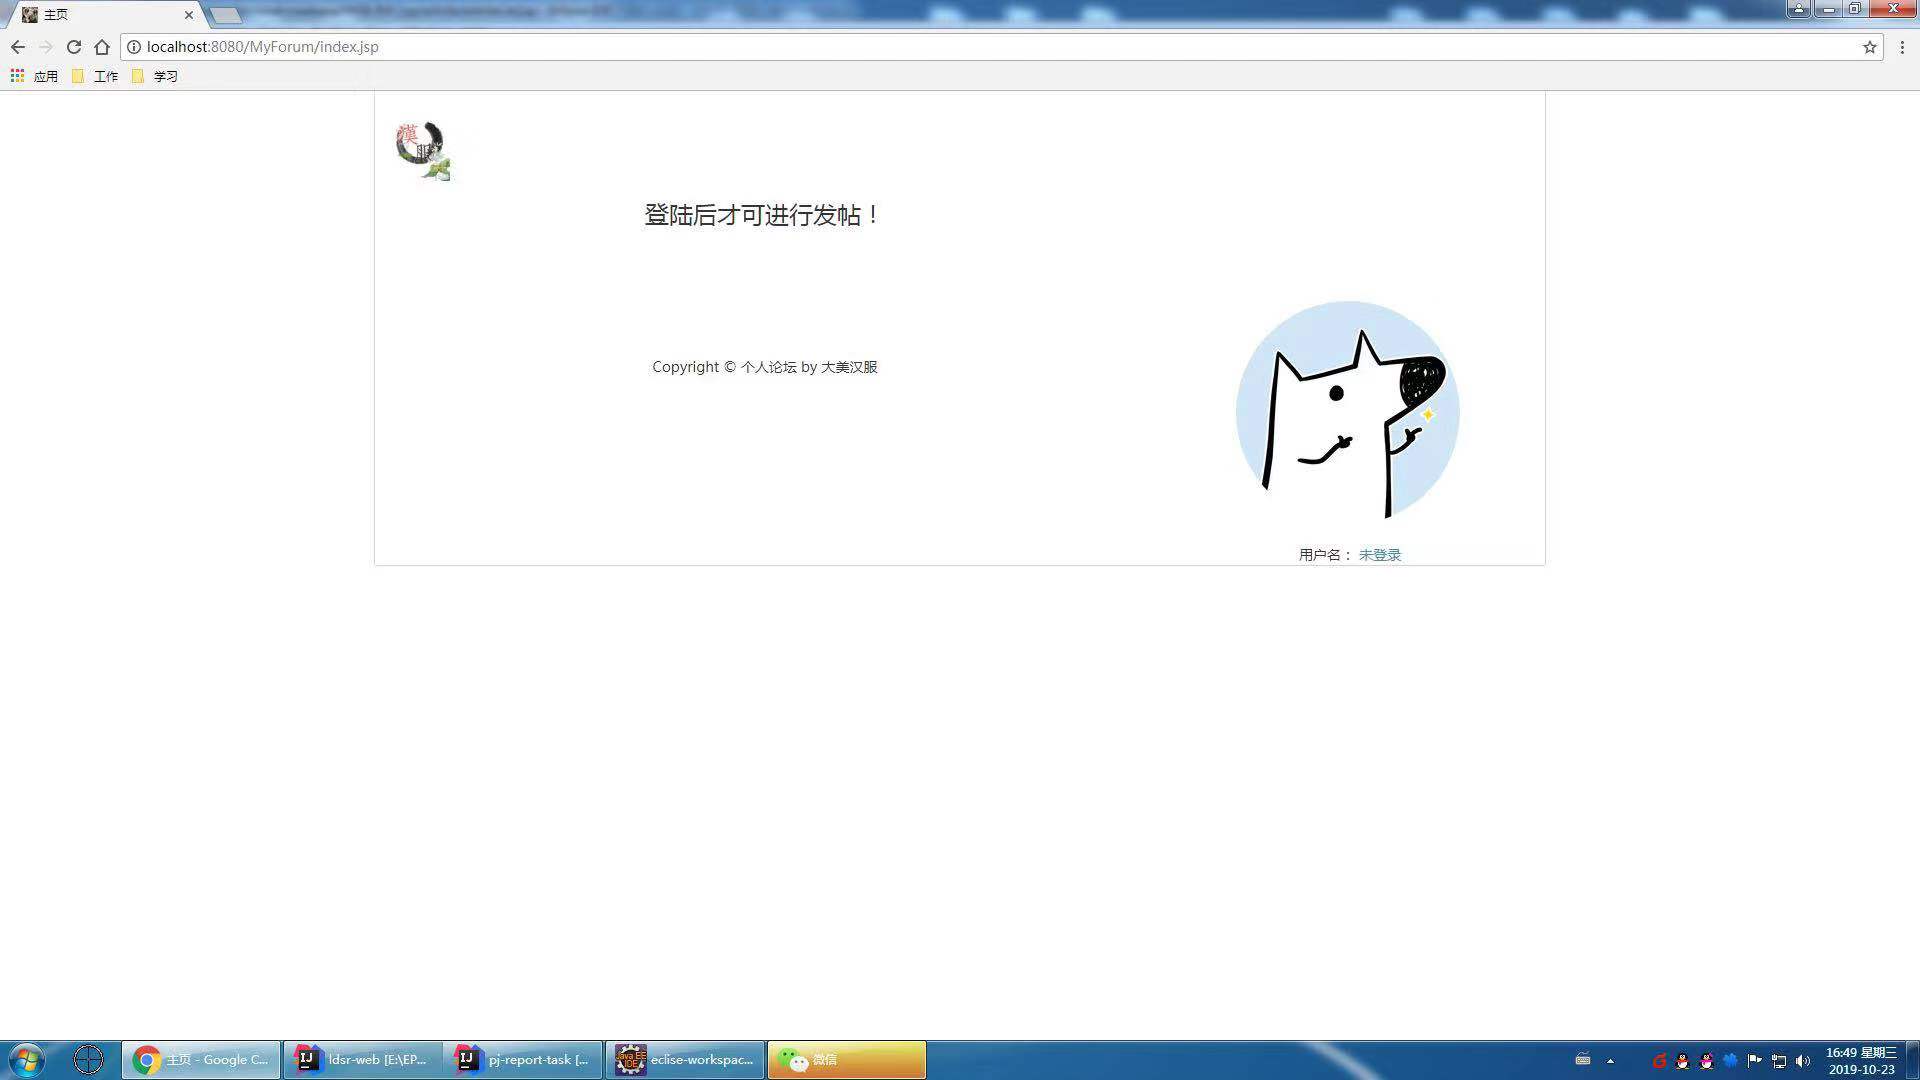 主页
localhost:8080/MyForum/index.jsp
应用 工作 学习
漢
服
登陆后才可进行发帖！
Copyright © 个人论坛 by 大美汉服
用户名： 未登录
主页 - Google C...
ldsr-web [E:\EP...
pj-report-task [...
Java EE
IDE
eclise-workspac...
微信
16:49 星期三
2019-10-23